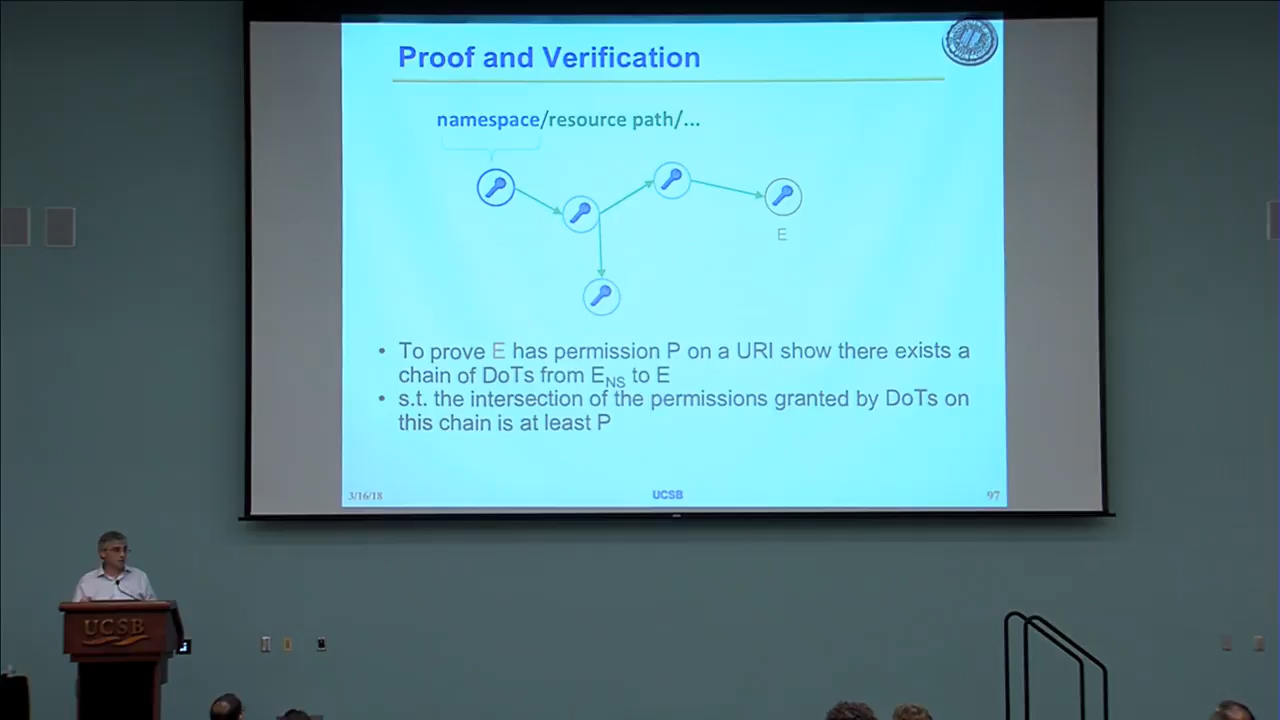 Proof and Verification
namespace/resource path/...
E
• To prove E has permission P on a URI show there exists a
chain of DoTs from ENS to E
• s.t. the intersection of the permissions granted by DoTs on
this chain is at least P
3/16/18
UCSB
97
UCSB